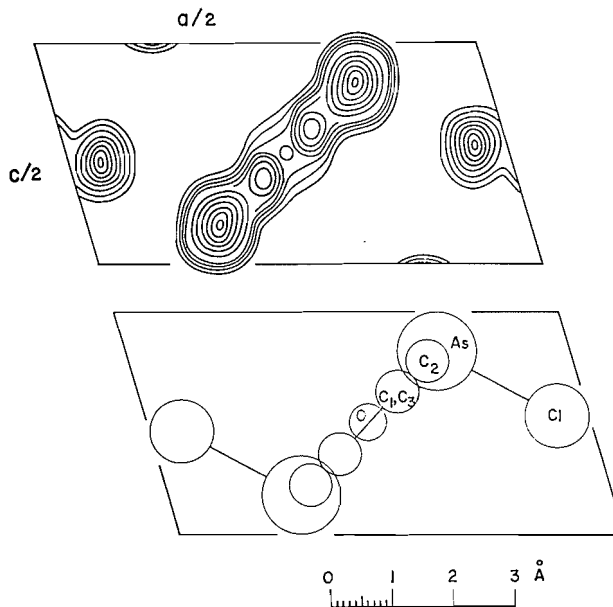 a/2
c/2
As
C₂
C₁,C₃
O
Cl
0 1 2 3 Å